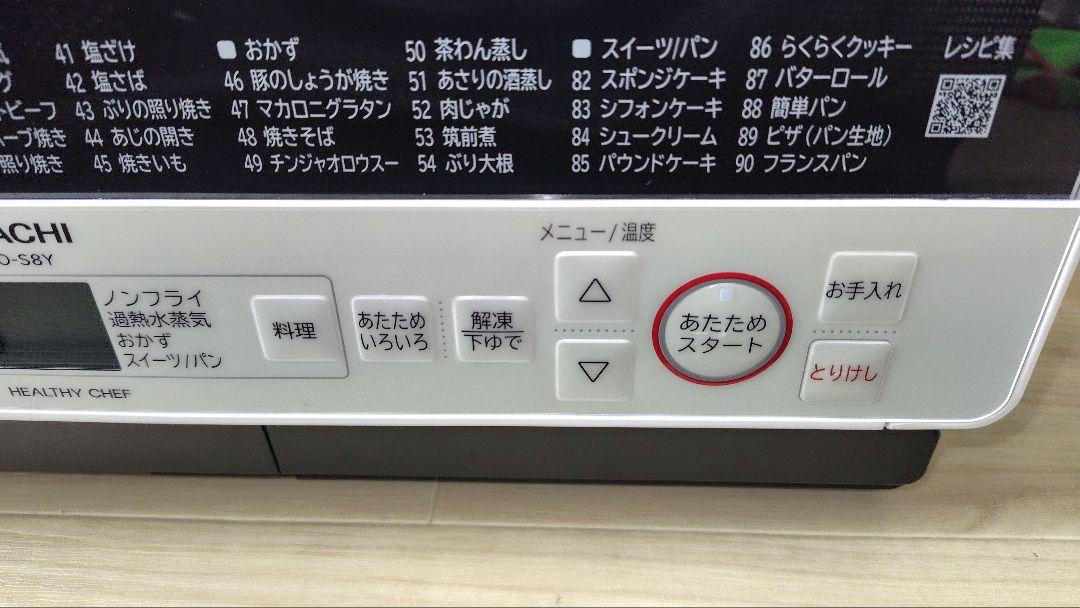 41 塩ざけ
42 塩さば
43 ぶりの照り焼き
44 あじの開き
照り焼き 45 焼きいも
おかず
46 豚のしょうが焼き
47 マカロニグラタン
48 焼きそば
49 チンジャオロウスー
50 茶わん蒸し
51 あさりの酒蒸し
52 肉じゃが
53 筑前煮
54 ぶり大根
スイーツ/パン
82 スポンジケーキ
83 シフォンケーキ
84 シュークリーム
85 パウンドケーキ
86 らくらくクッキー
87 バターロール
88 簡単パン
89 ピザ(パン生地)
90 フランスパン
レシピ集
ACHI
O-S8Y
ノンフライ
過熱水蒸気
おかず
スイーツ/パン
料理
あたため
いろいろ
解凍
下ゆで
メニュー/温度
△
▽
あたため
スタート
お手入れ
とりけし
HEALTHY CHEF